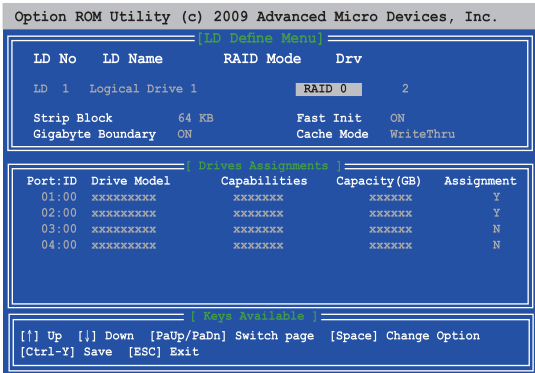 Option ROM Utility (c) 2009 Advanced Micro Devices, Inc.
[LD Define Menu]
LD No LD Name RAID Mode Drv
LD 1 Logical Drive 1 RAID 0 2
Strip Block 64 KB Fast Init ON
Gigabyte Boundary ON Cache Mode WriteThru
[ Drives Assignments ]
Port:ID Drive Model Capabilities Capacity(GB) Assignment
01:00 xxxxxxxxx xxxxxxx xxxxxx Y
02:00 xxxxxxxxx xxxxxxx xxxxxx Y
03:00 xxxxxxxxx xxxxxxx xxxxxx N
04:00 xxxxxxxxx xxxxxxx xxxxxx N
[ Keys Available ]
[↑] Up [↓] Down [PaUp/PaDn] Switch page [Space] Change Option
[Ctrl-Y] Save [ESC] Exit